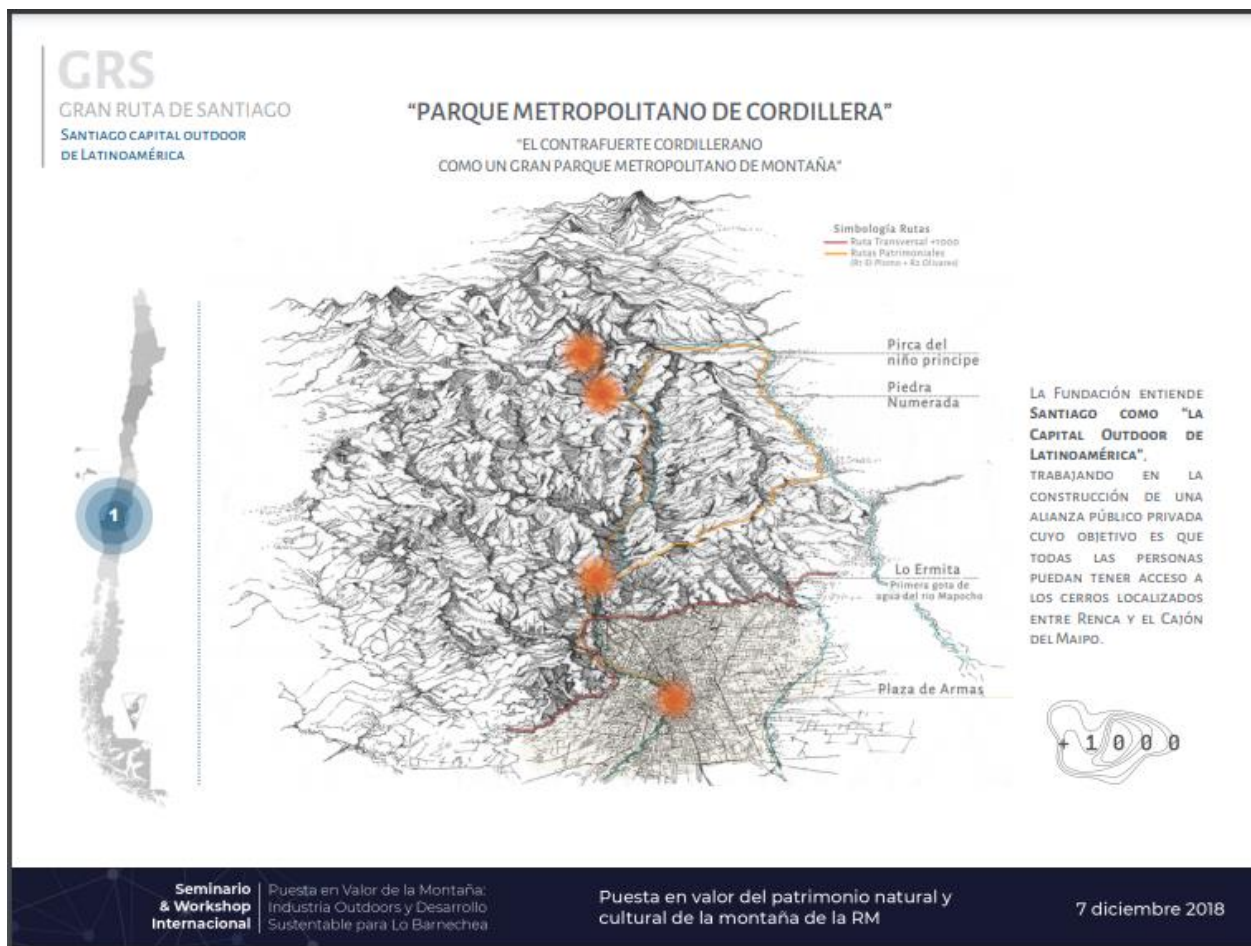 GRS
GRAN RUTA DE SANTIAGO
SANTIAGO CAPITAL OUTDOOR
DE LATINOAMÉRICA
"PARQUE METROPOLITANO DE CORDILLERA"
"EL CONTRAFUERTE CORDILLERANO
COMO UN GRAN PARQUE METROPOLITANO DE MONTAÑA"
Simbología Rutas
Ruta Transversal +1000
Rutas Patrimoniales
(R1 El Plomo + R2 Olivares)
Pirca del
niño principe
Piedra
Numerada
Lo Ermita
Primera gota de
agua del rio Mapocho
Plaza de Armas
1
LA FUNDACIÓN ENTIENDE
SANTIAGO COMO "LA
CAPITAL OUTDOOR DE
LATINOAMÉRICA",
TRABAJANDO EN LA
CONSTRUCCIÓN DE UNA
ALIANZA PÚBLICO PRIVADA
CUYO OBJETIVO ES QUE
TODAS LAS PERSONAS
PUEDAN TENER ACCESO A
LOS CERROS LOCALIZADOS
ENTRE RENCA Y EL CAJÓN
DEL MAIPO.
+1000
Seminario
& Workshop
Internacional
Puesta en Valor de la Montaña:
Industria Outdoors y Desarrollo
Sustentable para Lo Barnechea
Puesta en valor del patrimonio natural y
cultural de la montaña de la RM
7 diciembre 2018